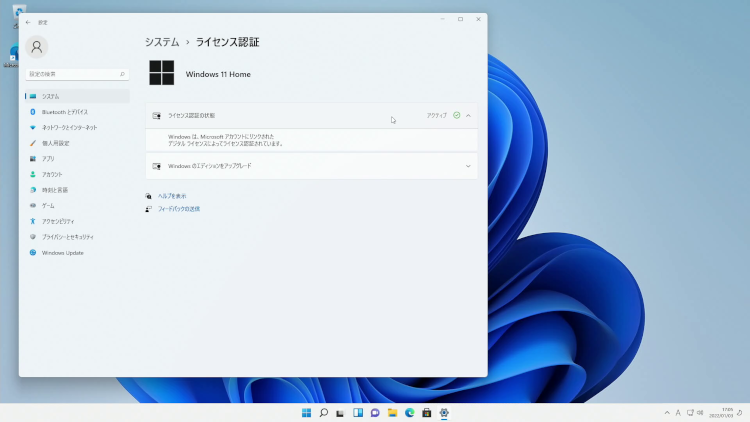 設定
システム › ライセンス認証
Windows 11 Home
設定の検索
システム
Bluetooth とデバイス
ネットワークとインターネット
個人用設定
アプリ
アカウント
時刻と言語
ゲーム
アクセシビリティ
プライバシーとセキュリティ
Windows Update
ライセンス認証の状態
アクティブ
Windows は、Microsoft アカウントにリンクされた
デジタル ライセンスによってライセンス認証されています。
Windows のエディションをアップグレード
ヘルプを表示
フィードバックの送信
A
17:05
2022/01/03